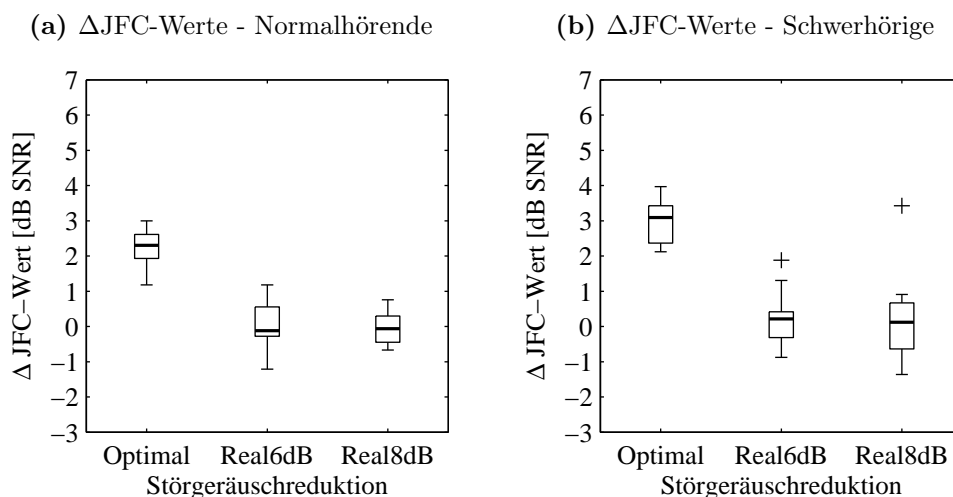 (a) ΔJFC-Werte - Normalhörende
7
6
5
4
3
2
1
0
−1
−2
−3
Δ JFC−Wert [dB SNR]
Optimal Real6dB Real8dB
Störgeräuschreduktion
(b) ΔJFC-Werte - Schwerhörige
7
6
5
4
3
2
1
0
−1
−2
−3
Δ JFC−Wert [dB SNR]
Optimal Real6dB Real8dB
Störgeräuschreduktion